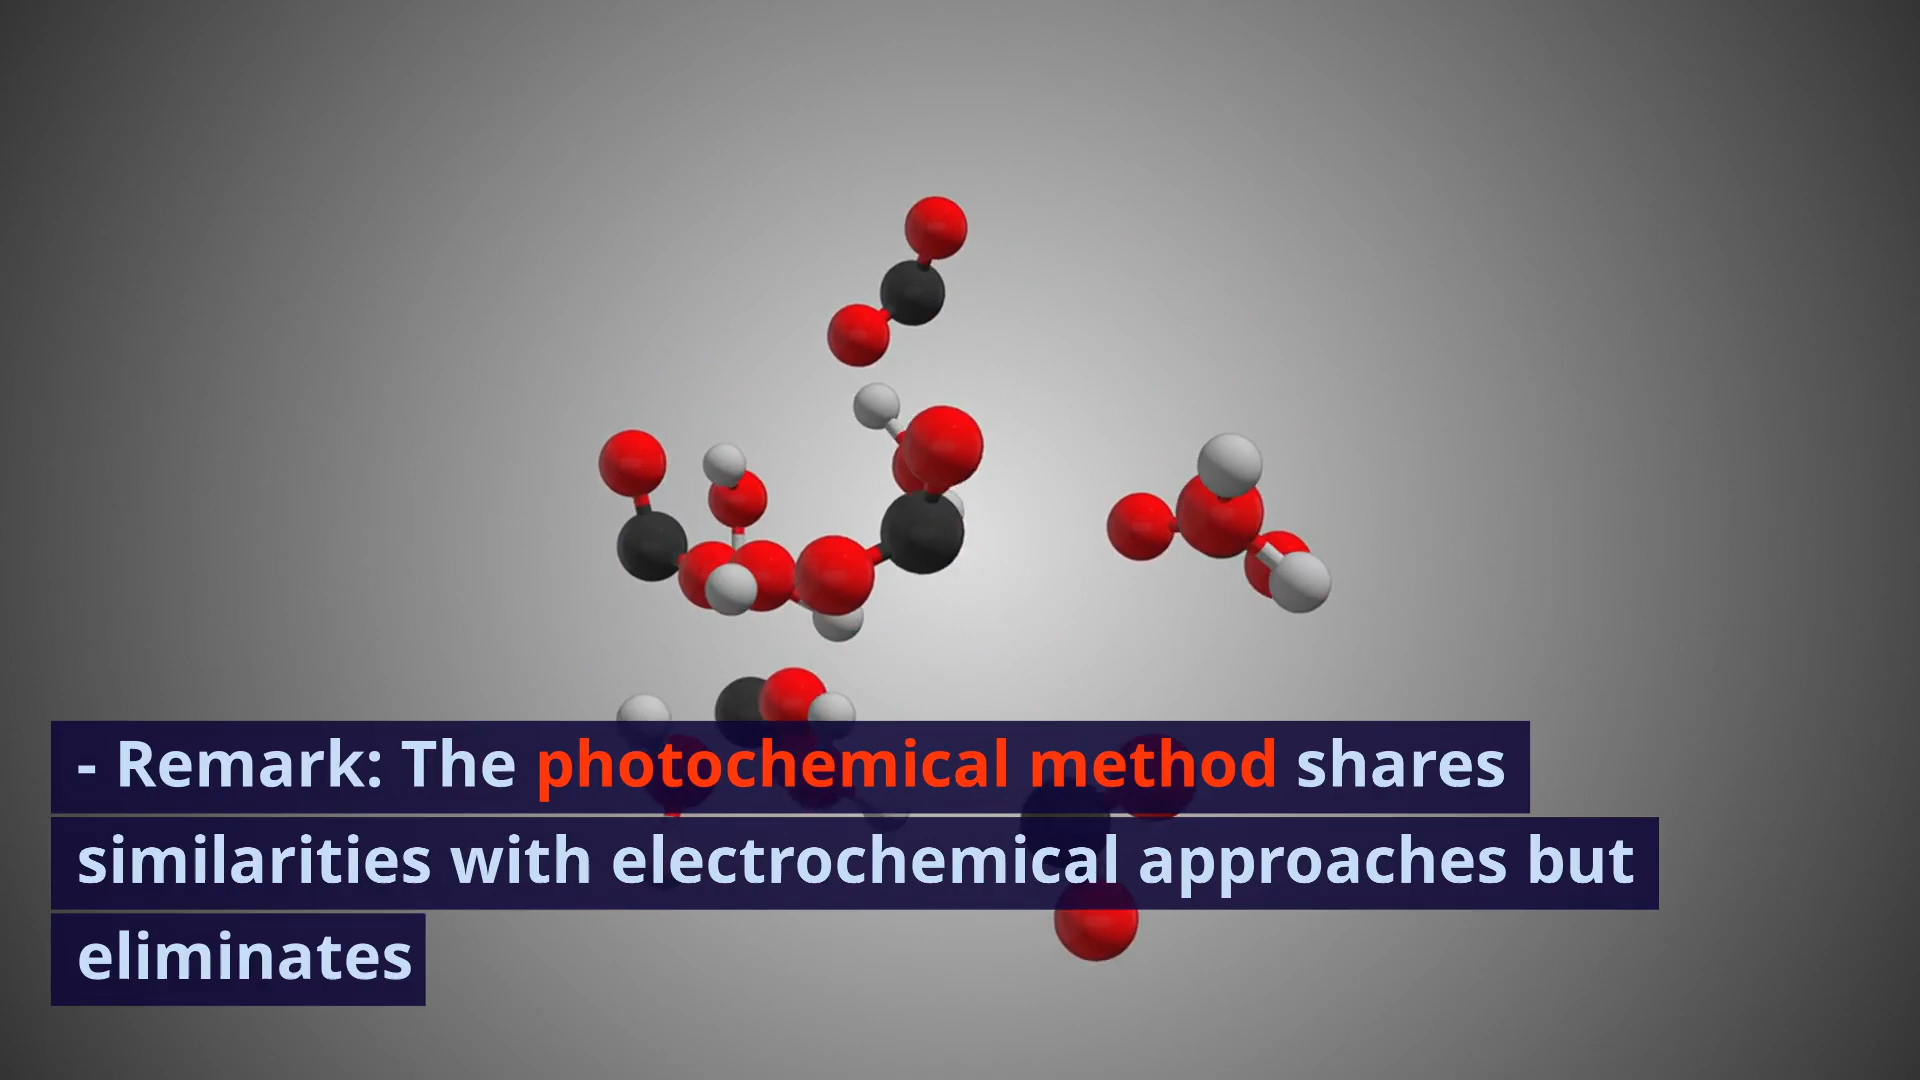 - Remark: The photochemical method shares
similarities with electrochemical approaches but
eliminates